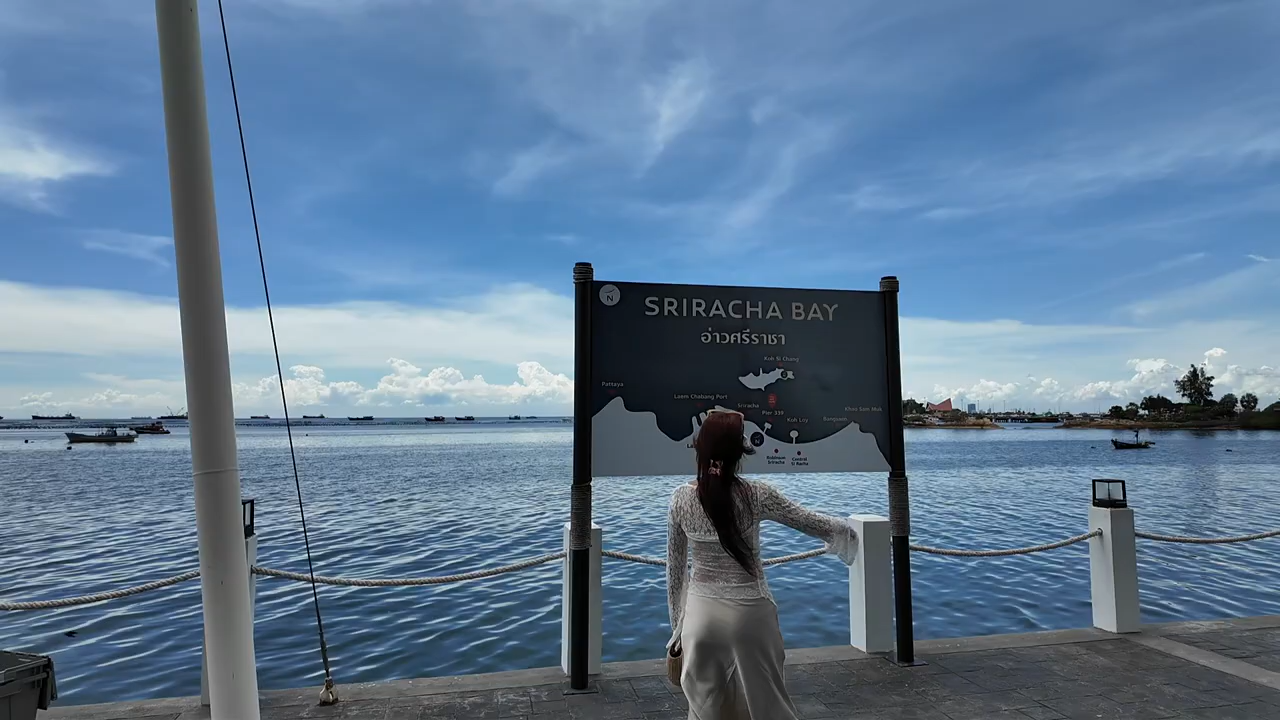 N
SRIRACHA BAY
อ่าวศรีราชา
Koh Si Chang
Pattaya
Laem Chabang Port
Sriracha
Pier 339
Koh Loy
Bangsaen
Khao Sam Muk
Robinson
Sriracha
Central
Si Racha